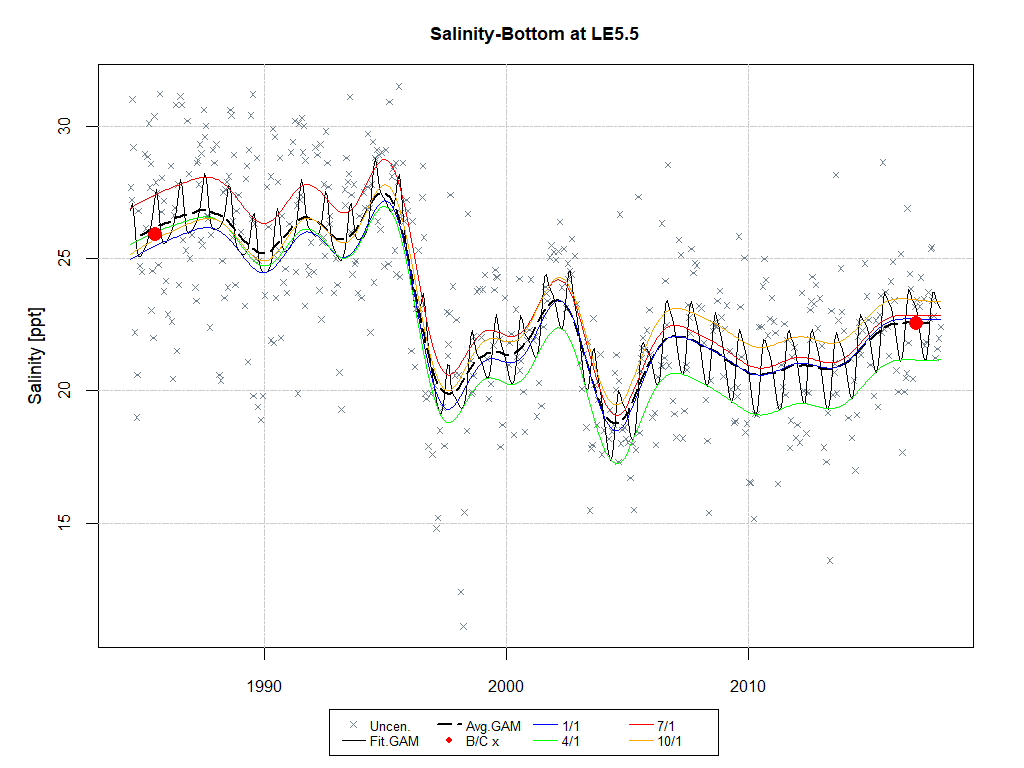 Salinity-Bottom at LE5.5
Salinity [ppt]
30
25
20
15
1990 2000 2010
Uncen. Avg.GAM 1/1 7/1
Fit.GAM B/C x 4/1 10/1